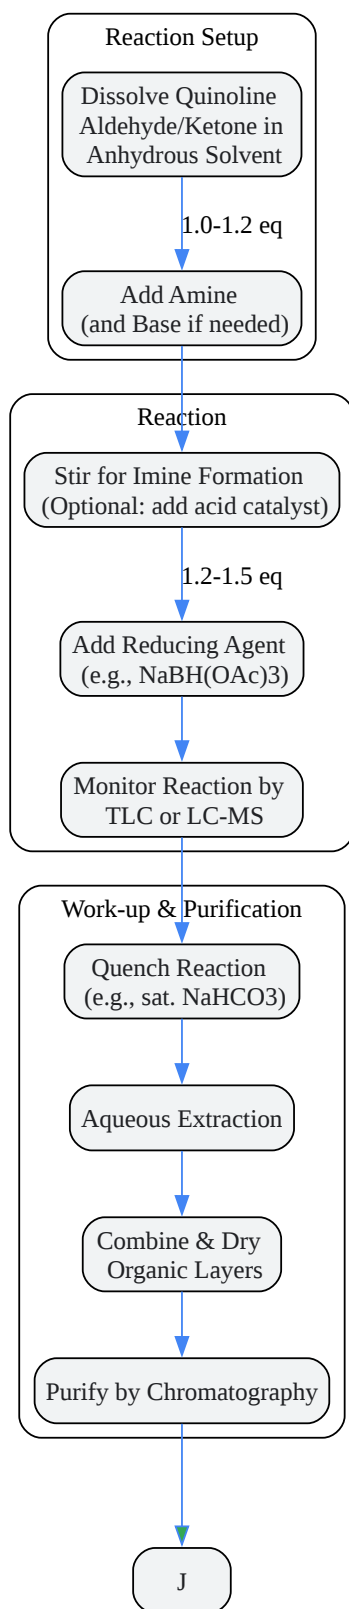 Reaction Setup
Dissolve Quinoline
Aldehyde/Ketone in
Anhydrous Solvent
1.0-1.2 eq
Add Amine
(and Base if needed)
Reaction
Stir for Imine Formation
(Optional: add acid catalyst)
1.2-1.5 eq
Add Reducing Agent
(e.g., NaBH(OAc)3)
Monitor Reaction by
TLC or LC-MS
Work-up & Purification
Quench Reaction
(e.g., sat. NaHCO3)
Aqueous Extraction
Combine & Dry
Organic Layers
Purify by Chromatography
J